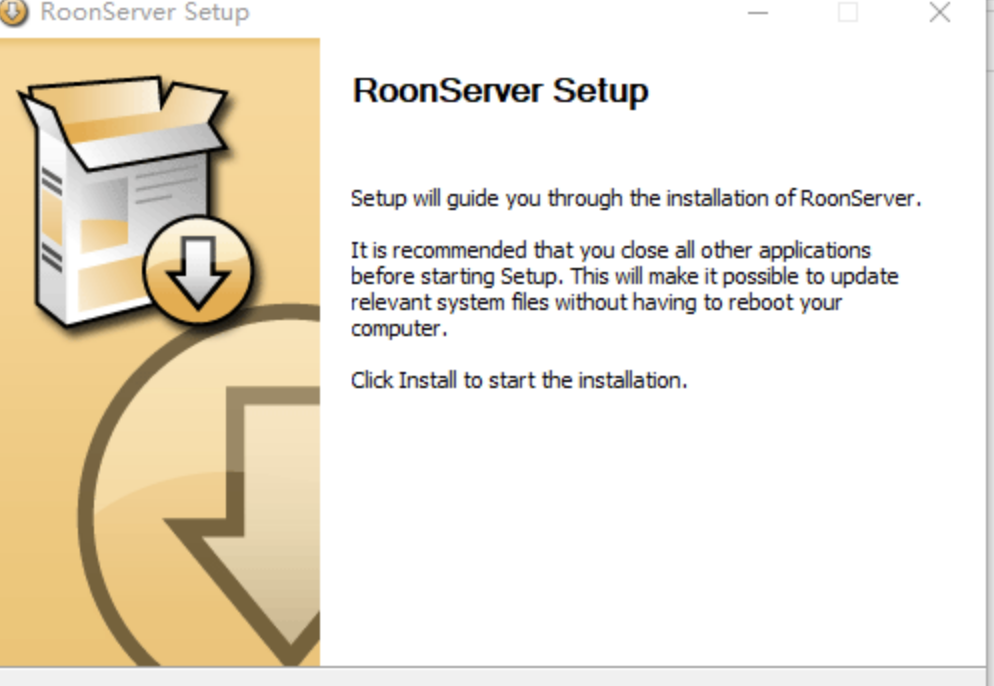 RoonServer Setup
RoonServer Setup
Setup will guide you through the installation of RoonServer.
It is recommended that you close all other applications
before starting Setup. This will make it possible to update
relevant system files without having to reboot your
computer.
Click Install to start the installation.